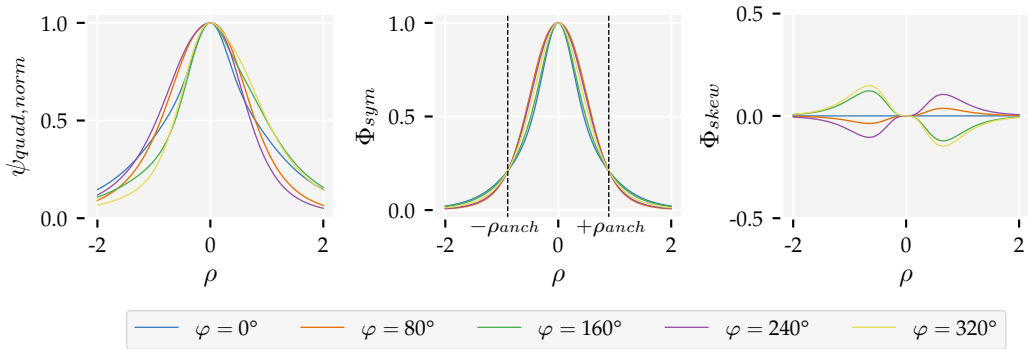 ψquad,norm
1.0
0.5
0.0
-2
0
2
ρ
Φsym
1.0
0.5
0.0
−ρanch
+ρanch
-2
0
2
ρ
Φskew
0.5
0.0
-0.5
-2
0
2
ρ
φ = 0°
φ = 80°
φ = 160°
φ = 240°
φ = 320°